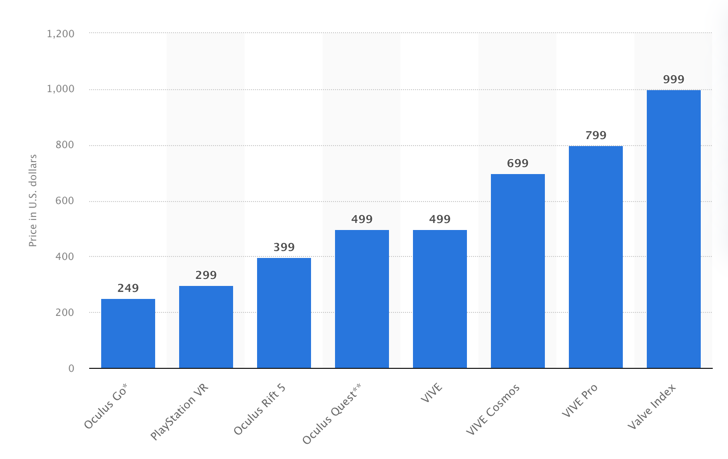 1,200
1,000
800
600
400
200
0
Price in U.S. dollars
249
299
399
499
499
699
799
999
Oculus Go*
PlayStation VR
Oculus Rift 5
Oculus Quest**
VIVE
VIVE Cosmos
VIVE Pro
Valve Index